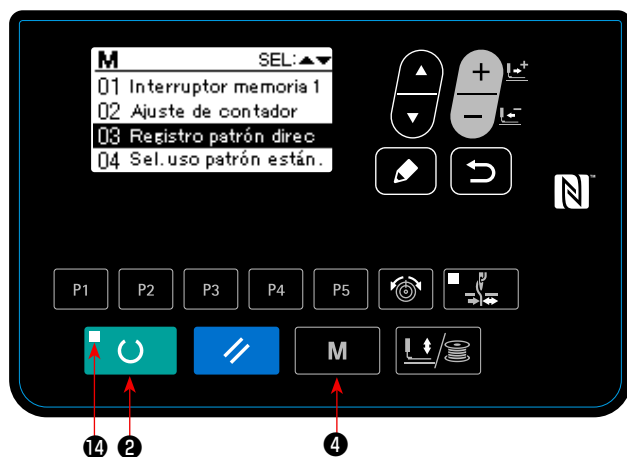 M SEL:▲▼
01 Interruptor memoria 1
02 Ajuste de contador
03 Registro patrón direc
04 Sel.uso patrón están.
P1 P2 P3 P4 P5
M
⓮ ❷ ❹